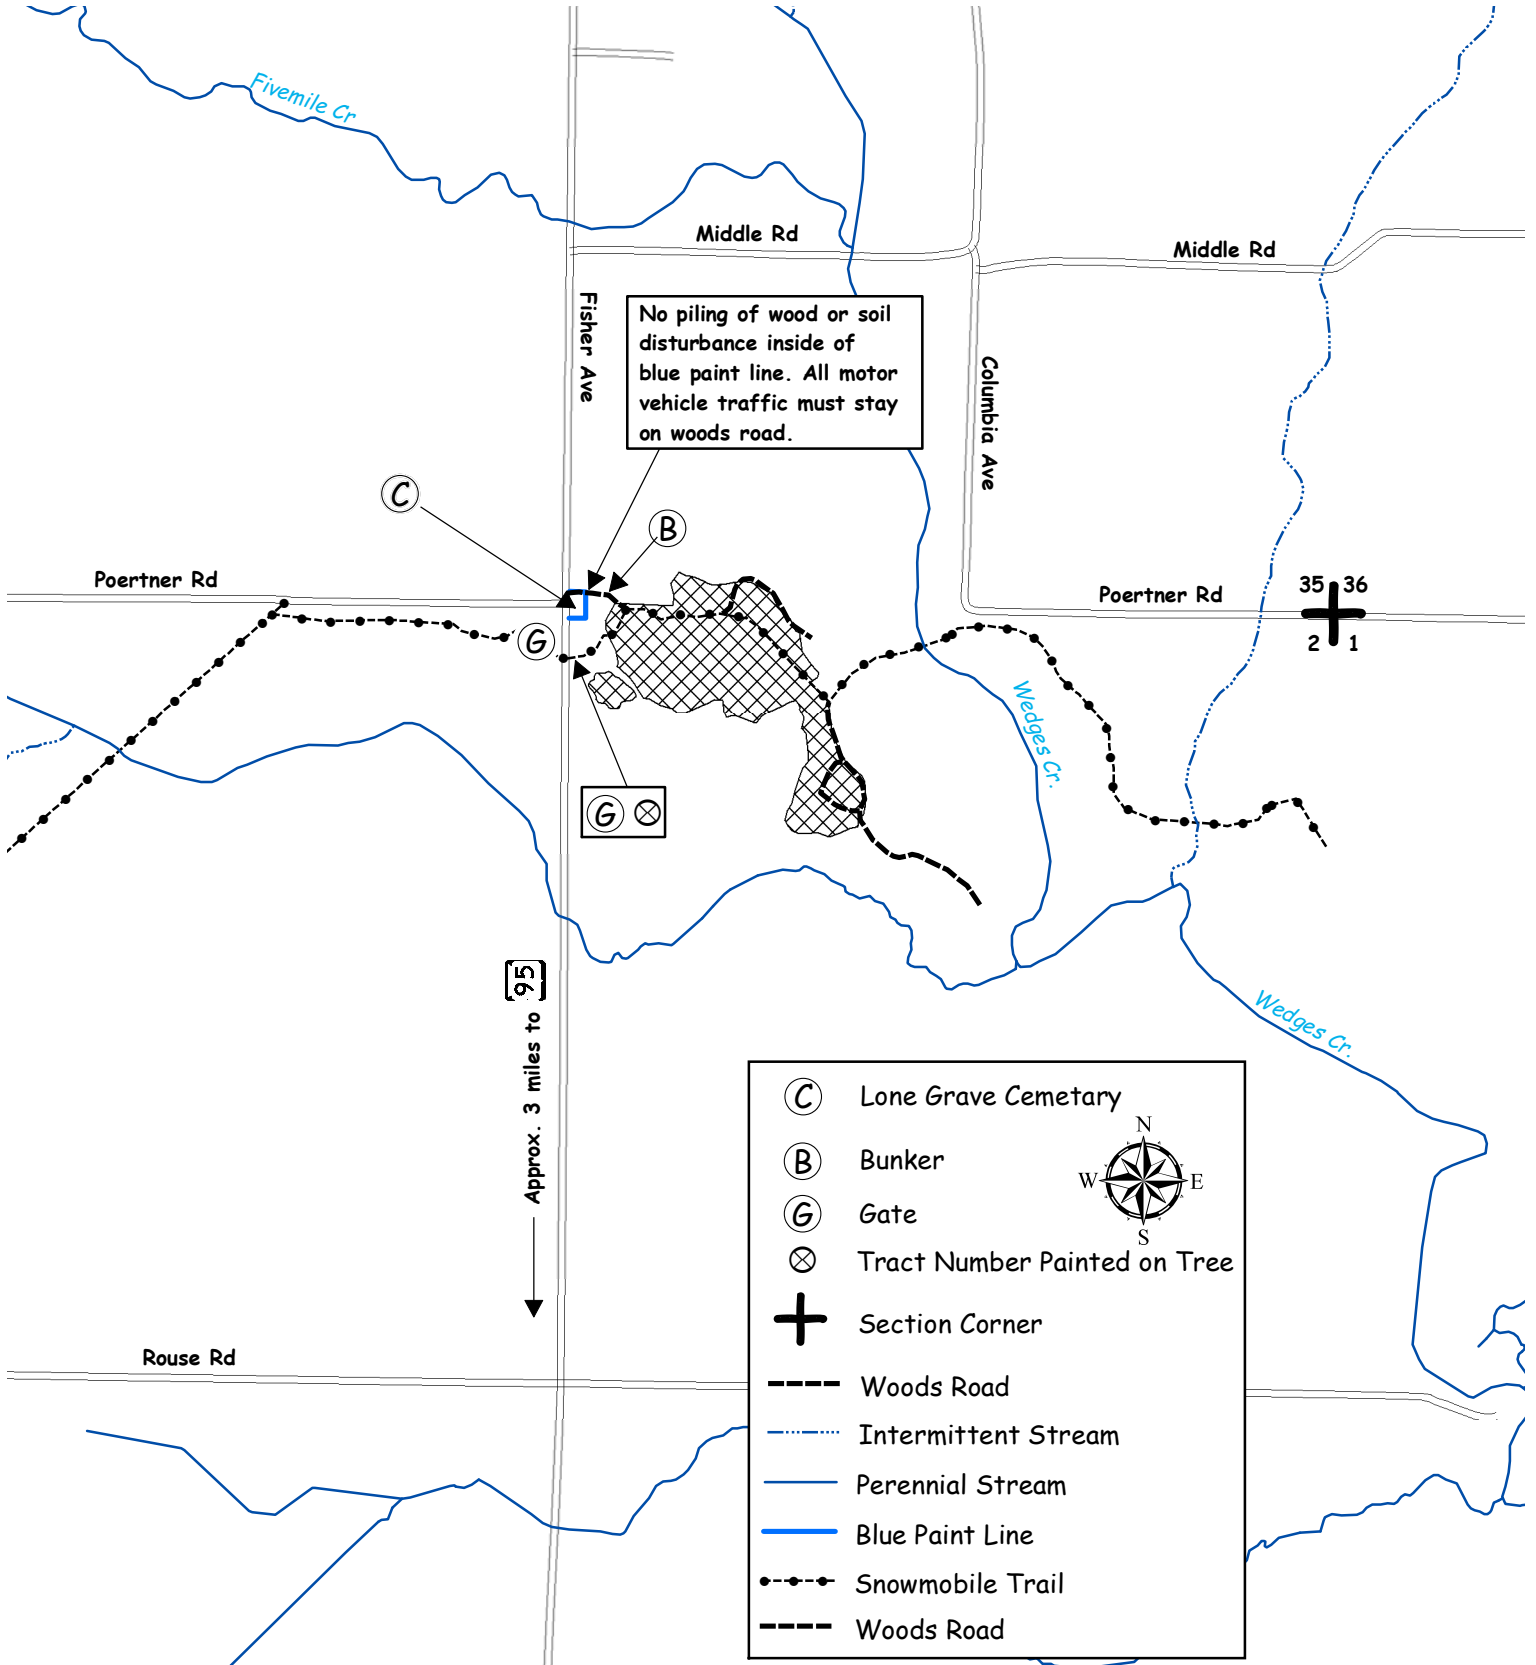 Fivemile Cr
Middle Rd
Middle Rd
Fisher Ave
No piling of wood or soil
disturbance inside of
blue paint line. All motor
vehicle traffic must stay
on woods road.
Columbia Ave
C
B
Poertner Rd
Poertner Rd
35 36
2 1
G
Wedges Cr.
G
95
Approx. 3 miles to
Wedges Cr.
Rouse Rd
C Lone Grave Cemetary
B Bunker
G Gate
Tract Number Painted on Tree
Section Corner
Woods Road
Intermittent Stream
Perennial Stream
Blue Paint Line
Snowmobile Trail
Woods Road
N
W E
S